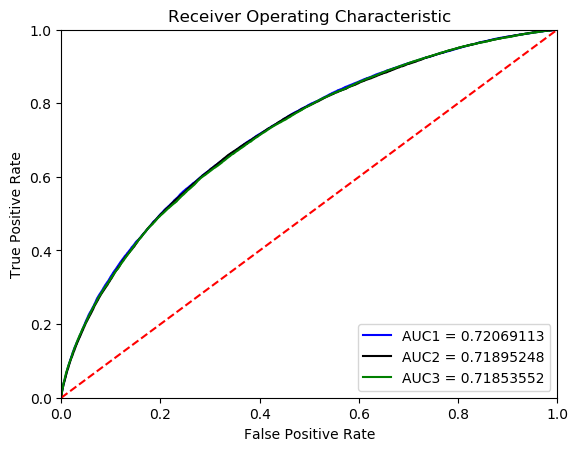 Receiver Operating Characteristic
1.0
0.8
0.6
0.4
0.2
0.0
True Positive Rate
AUC1 = 0.72069113
AUC2 = 0.71895248
AUC3 = 0.71853552
0.0 0.2 0.4 0.6 0.8 1.0
False Positive Rate